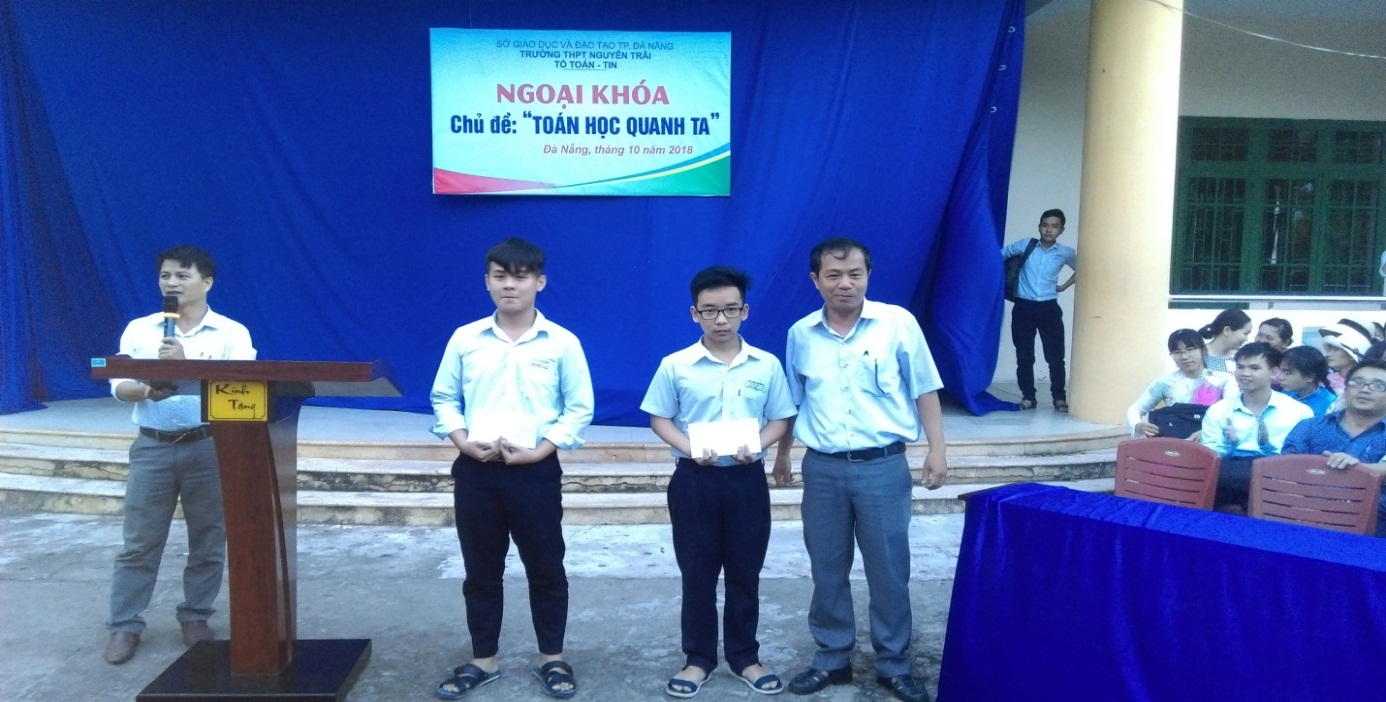 SỞ GIÁO DỤC VÀ ĐÀO TẠO TP. ĐÀ NẴNG
TRƯỜNG THPT NGUYỄN TRÃI
TỔ TOÁN - TIN
NGOẠI KHÓA
Chủ đề: “TOÁN HỌC QUANH TA”
Đà Nẵng, tháng 10 năm 2018
Kính
Tặng